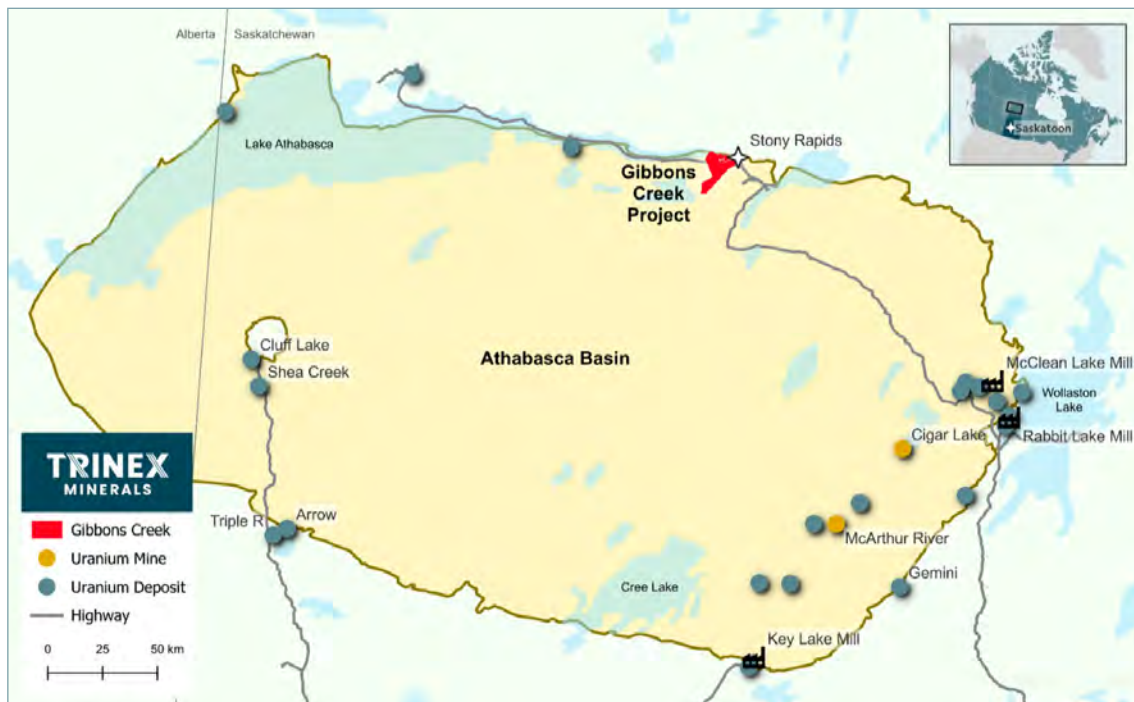 Alberta
Saskatchewan
Lake Athabasca
Stony Rapids
Saskatoon
Gibbons
Creek
Project
Cluff Lake
Shea Creek
Athabasca Basin
McClean Lake Mill
Wollaston
Lake
Cigar Lake
Rabbit Lake Mill
Triple R
Arrow
McArthur River
Gemini
Cree Lake
Key Lake Mill
TRINEX
MINERALS
Gibbons Creek
Uranium Mine
Uranium Deposit
Highway
0 25 50 km